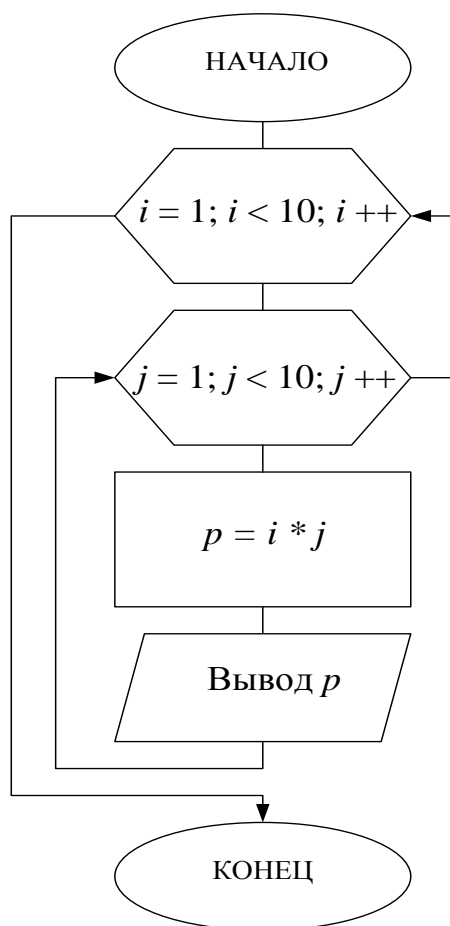 НАЧАЛО
i = 1; i < 10; i ++
j = 1; j < 10; j ++
p = i * j
Вывод p
КОНЕЦ